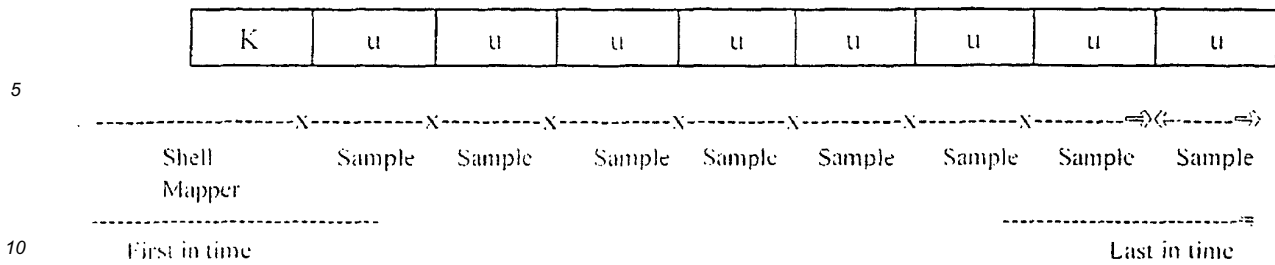 K u u u u u u u u
5
Shell Sample Sample Sample Sample Sample Sample Sample Sample
Mapper
10 First in time Last in time